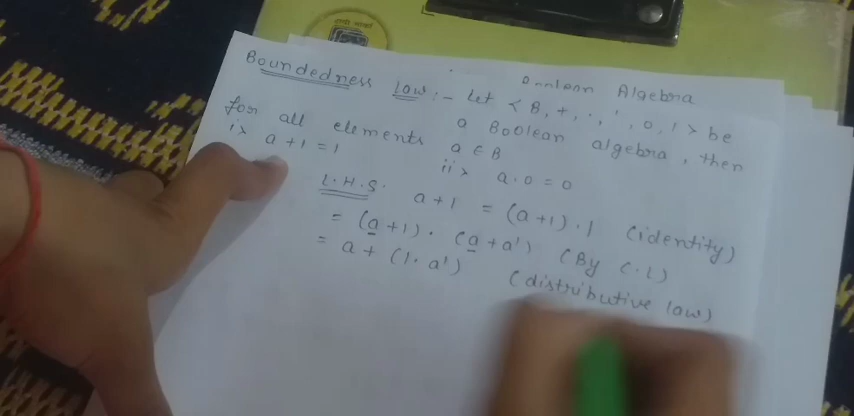 Boolean Algebra
Boundedness Law :- Let < B, +, ·, ', 0, 1 > be
a Boolean algebra, then
for all elements a ∈ B
i> a + 1 = 1 ii> a · 0 = 0
L.H.S. a + 1 = (a + 1) · 1 (identity)
= (a + 1) · (a + a') (By C.L)
= a + (1 · a') (distributive law)